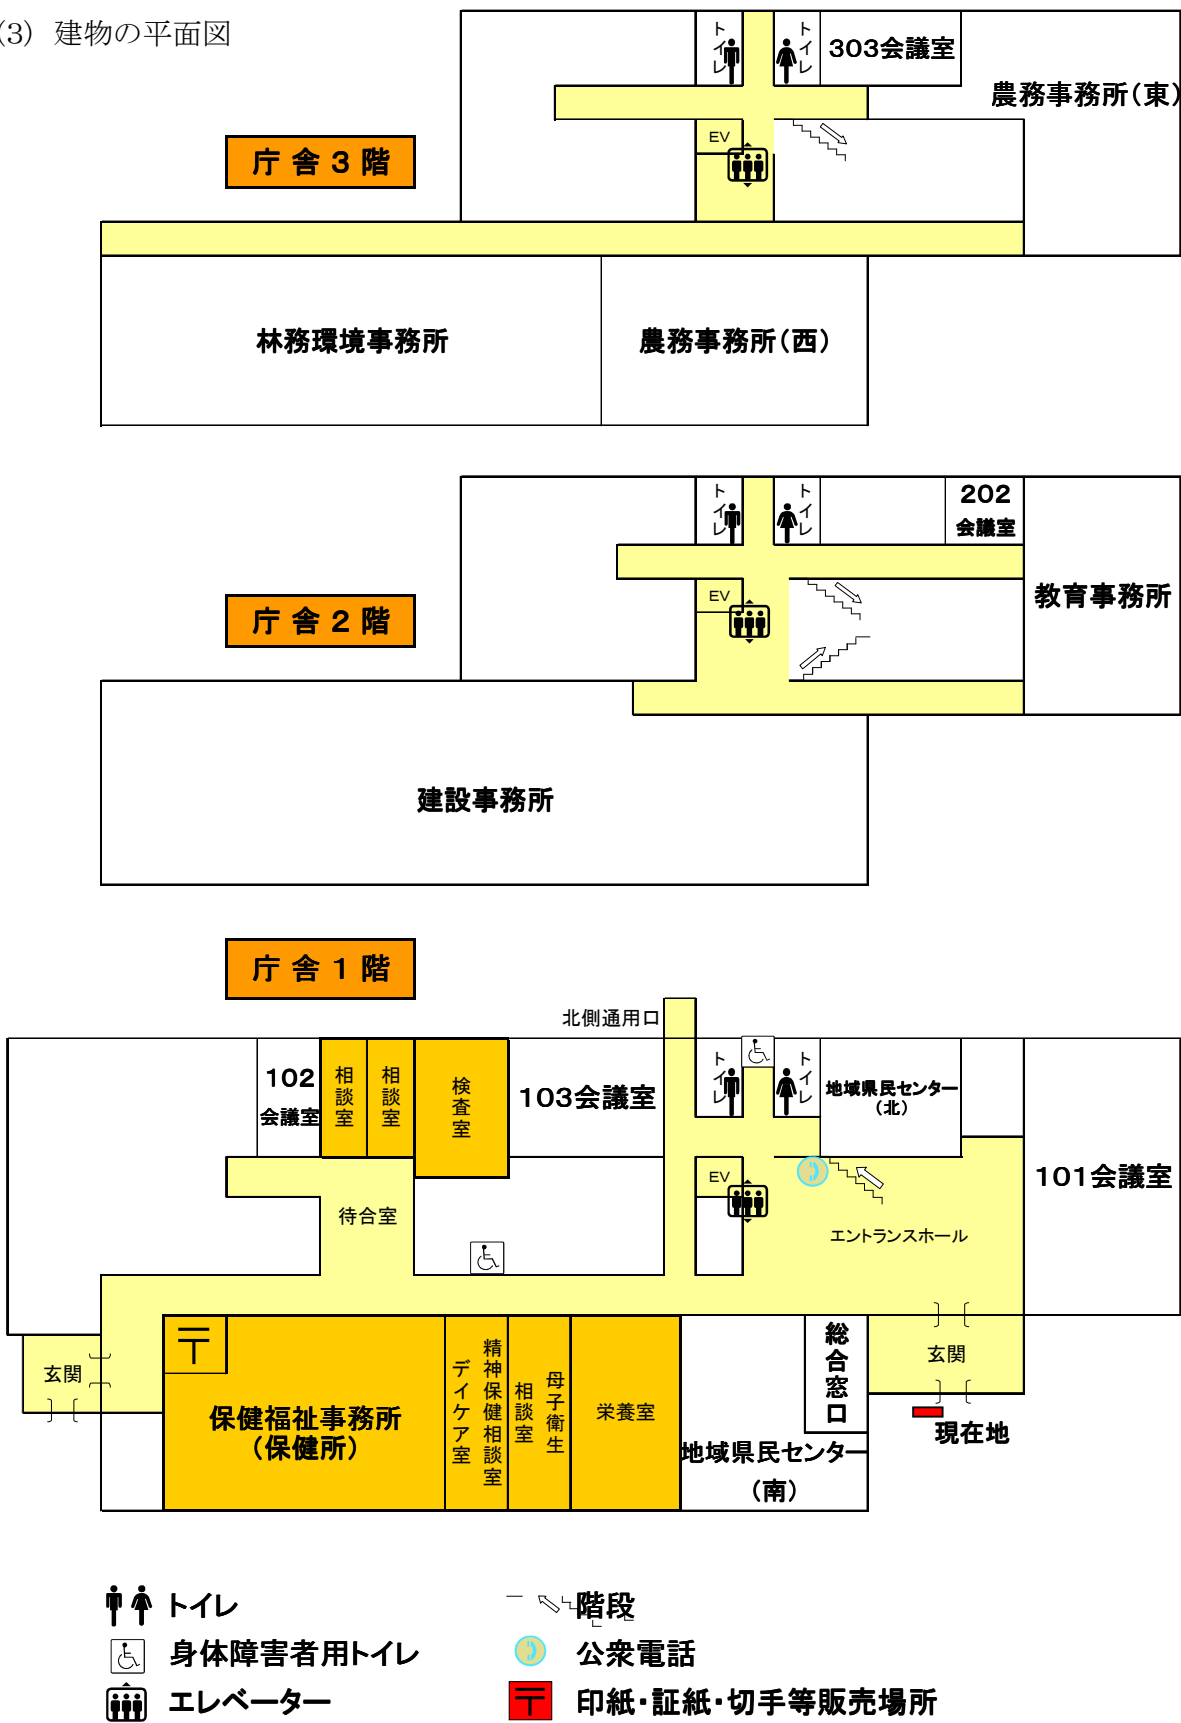 (3) 建物の平面図
トイレ
トイレ
303会議室
農務事務所(東)
EV
庁舎3階
林務環境事務所
農務事務所(西)
トイレ
トイレ
202
会議室
EV
教育事務所
庁舎2階
建設事務所
庁舎1階
北側通用口
102
会議室
相談室
相談室
検査室
103会議室
トイレ
トイレ
地域県民センター
(北)
101会議室
EV
待合室
エントランスホール
〒
玄関
保健福祉事務所
(保健所)
デイケア室
精神保健相談室
相談室
母子衛生
栄養室
総合窓口
玄関
現在地
地域県民センター
(南)
トイレ
階段
身体障害者用トイレ
公衆電話
エレベーター
〒 印紙・証紙・切手等販売場所